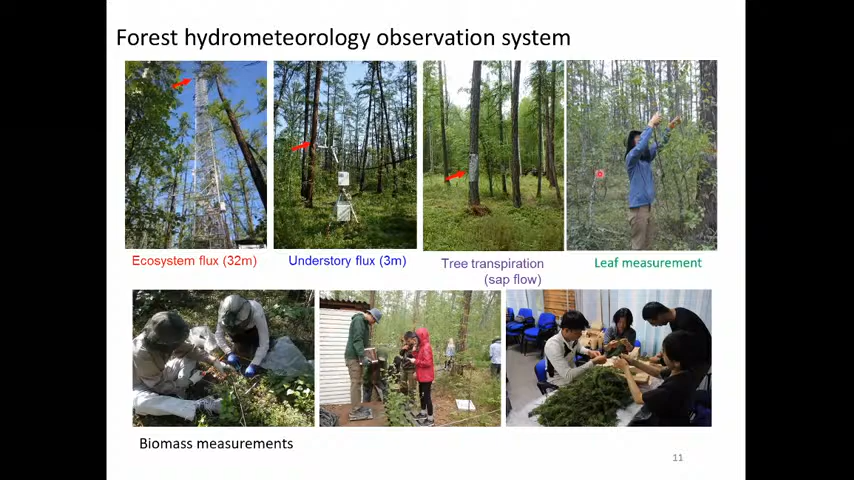 Forest hydrometeorology observation system
Ecosystem flux (32m)
Understory flux (3m)
Tree transpiration
(sap flow)
Leaf measurement
Biomass measurements
11